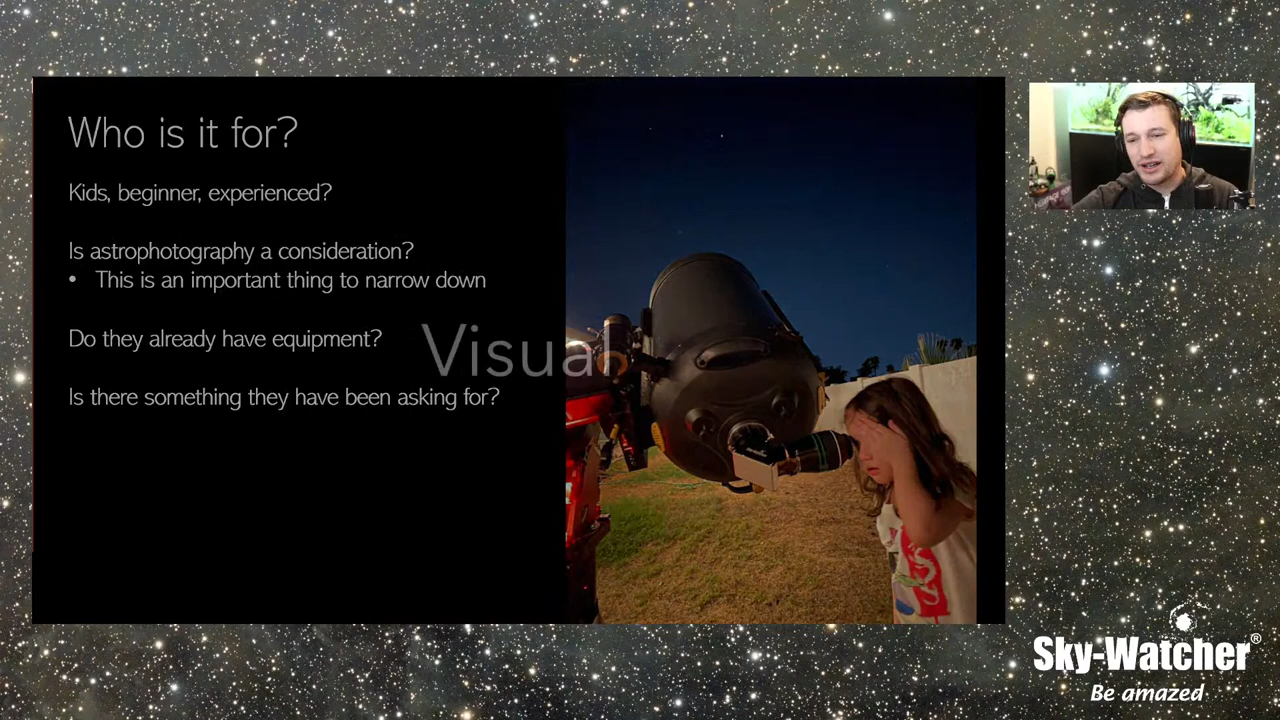 Who is it for?
Kids, beginner, experienced?
Is astrophotography a consideration?
• This is an important thing to narrow down
Do they already have equipment?
Visual
Is there something they have been asking for?
Sky-Watcher®
Be amazed